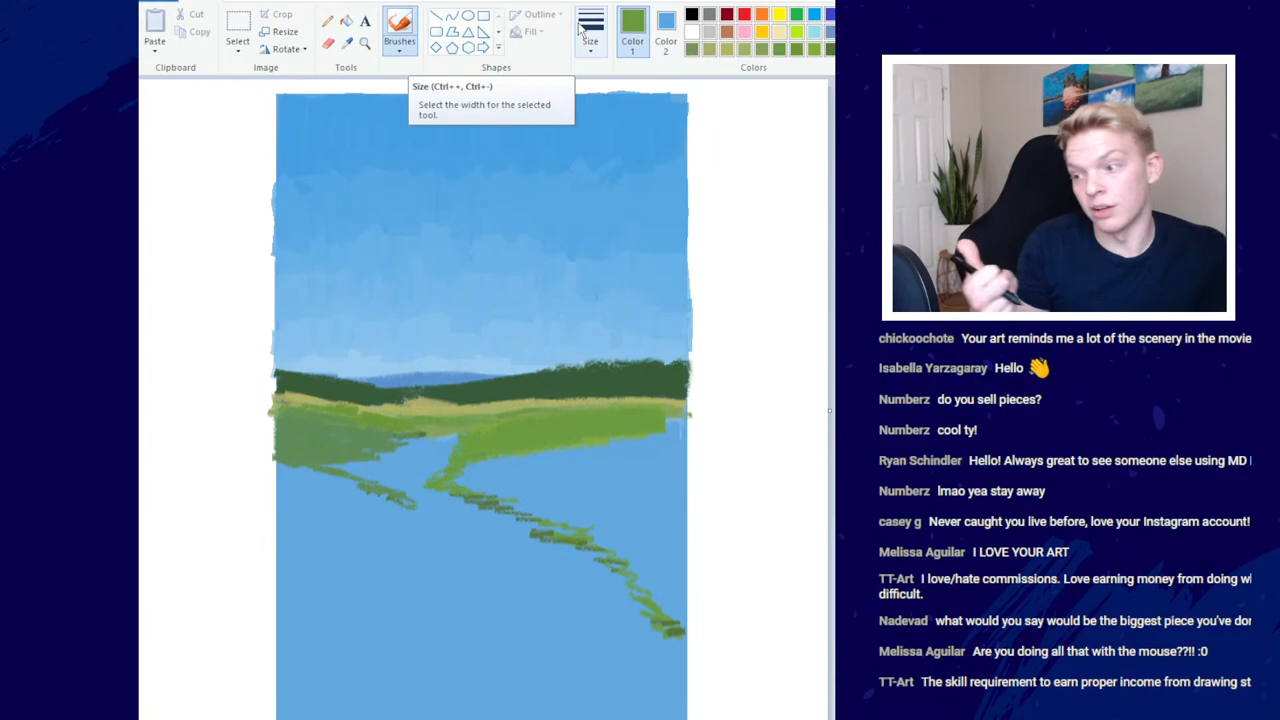 Paste
Cut
Copy
Clipboard
Select
Crop
Resize
Rotate
Image
A
Tools
Brushes
Outline
Fill
Shapes
Size
Color 1
Color 2
Colors
Size (Ctrl++, Ctrl+-)
Select the width for the selected
tool.
chickoochote Your art reminds me a lot of the scenery in the movie
Isabella Yarzagaray Hello
Numberz do you sell pieces?
Numberz cool ty!
Ryan Schindler Hello! Always great to see someone else using MD
Numberz lmao yea stay away
casey g Never caught you live before, love your Instagram account!
Melissa Aguilar I LOVE YOUR ART
TT-Art I love/hate commissions. Love earning money from doing
difficult.
Nadevad what would you say would be the biggest piece you've
Melissa Aguilar Are you doing all that with the mouse??!! :0
TT-Art The skill requirement to earn proper income from drawing